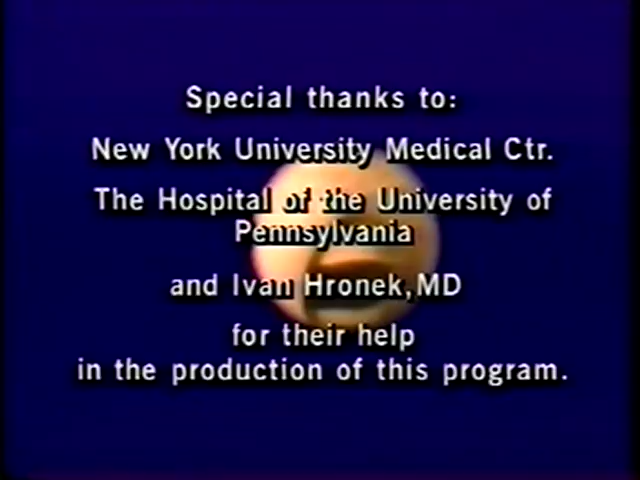 Special thanks to:
New York University Medical Ctr.
The Hospital of the University of
Pennsylvania
and Ivan Hronek,MD
for their help
in the production of this program.